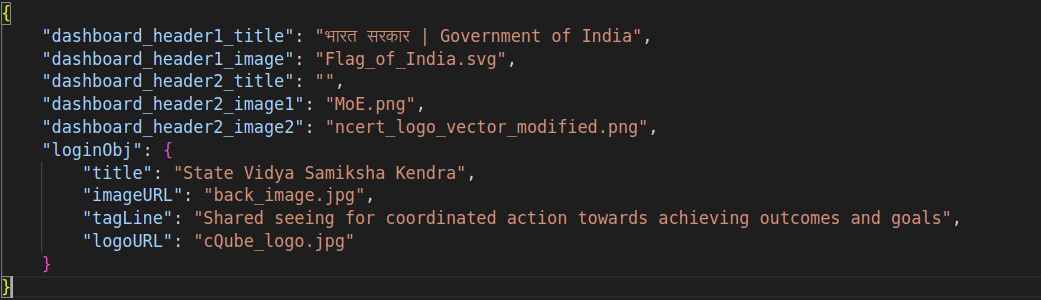 {
"dashboard_header1_title": "भारत सरकार | Government of India",
"dashboard_header1_image": "Flag_of_India.svg",
"dashboard_header2_title": "",
"dashboard_header2_image1": "MoE.png",
"dashboard_header2_image2": "ncert_logo_vector_modified.png",
"loginObj": {
"title": "State Vidya Samiksha Kendra",
"imageURL": "back_image.jpg",
"tagLine": "Shared seeing for coordinated action towards achieving outcomes and goals",
"logoURL": "cQube_logo.jpg"
}
}